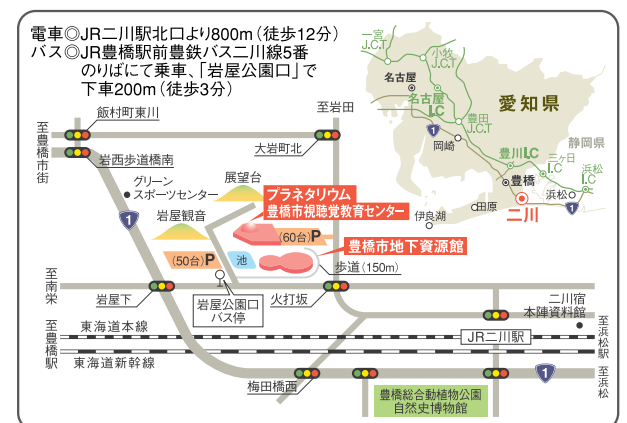 電車◎JR二川駅北口より800m(徒歩12分)
バス◎JR豊橋駅前豊鉄バス二川線5番
のりばにて乗車、「岩屋公園口」で
下車200m(徒歩3分)
一宮
J.C.T
小牧
J.C.T
名古屋
名古屋
I.C
愛知県
豊田
J.C.T
1
岡崎
静岡県
豊川I.C
三ヶ日
I.C
浜松
I.C
豊橋
浜松
1
田原
二川
伊良湖
至岩田
飯村町東川
至豊橋市街
大岩町北
岩西歩道橋南
展望台
グリーン
スポーツセンター
プラネタリウム
豊橋市視聴覚教育センター
1
岩屋観音
(60台)P
豊橋市地下資源館
(50台)P
池
歩道(150m)
至南栄
岩屋下
岩屋公園口
バス停
火打坂
二川宿
本陣資料館
至豊橋駅
東海道本線
JR二川駅
至浜松駅
東海道新幹線
梅田橋西
1
至浜松
豊橋総合動植物公園
自然史博物館